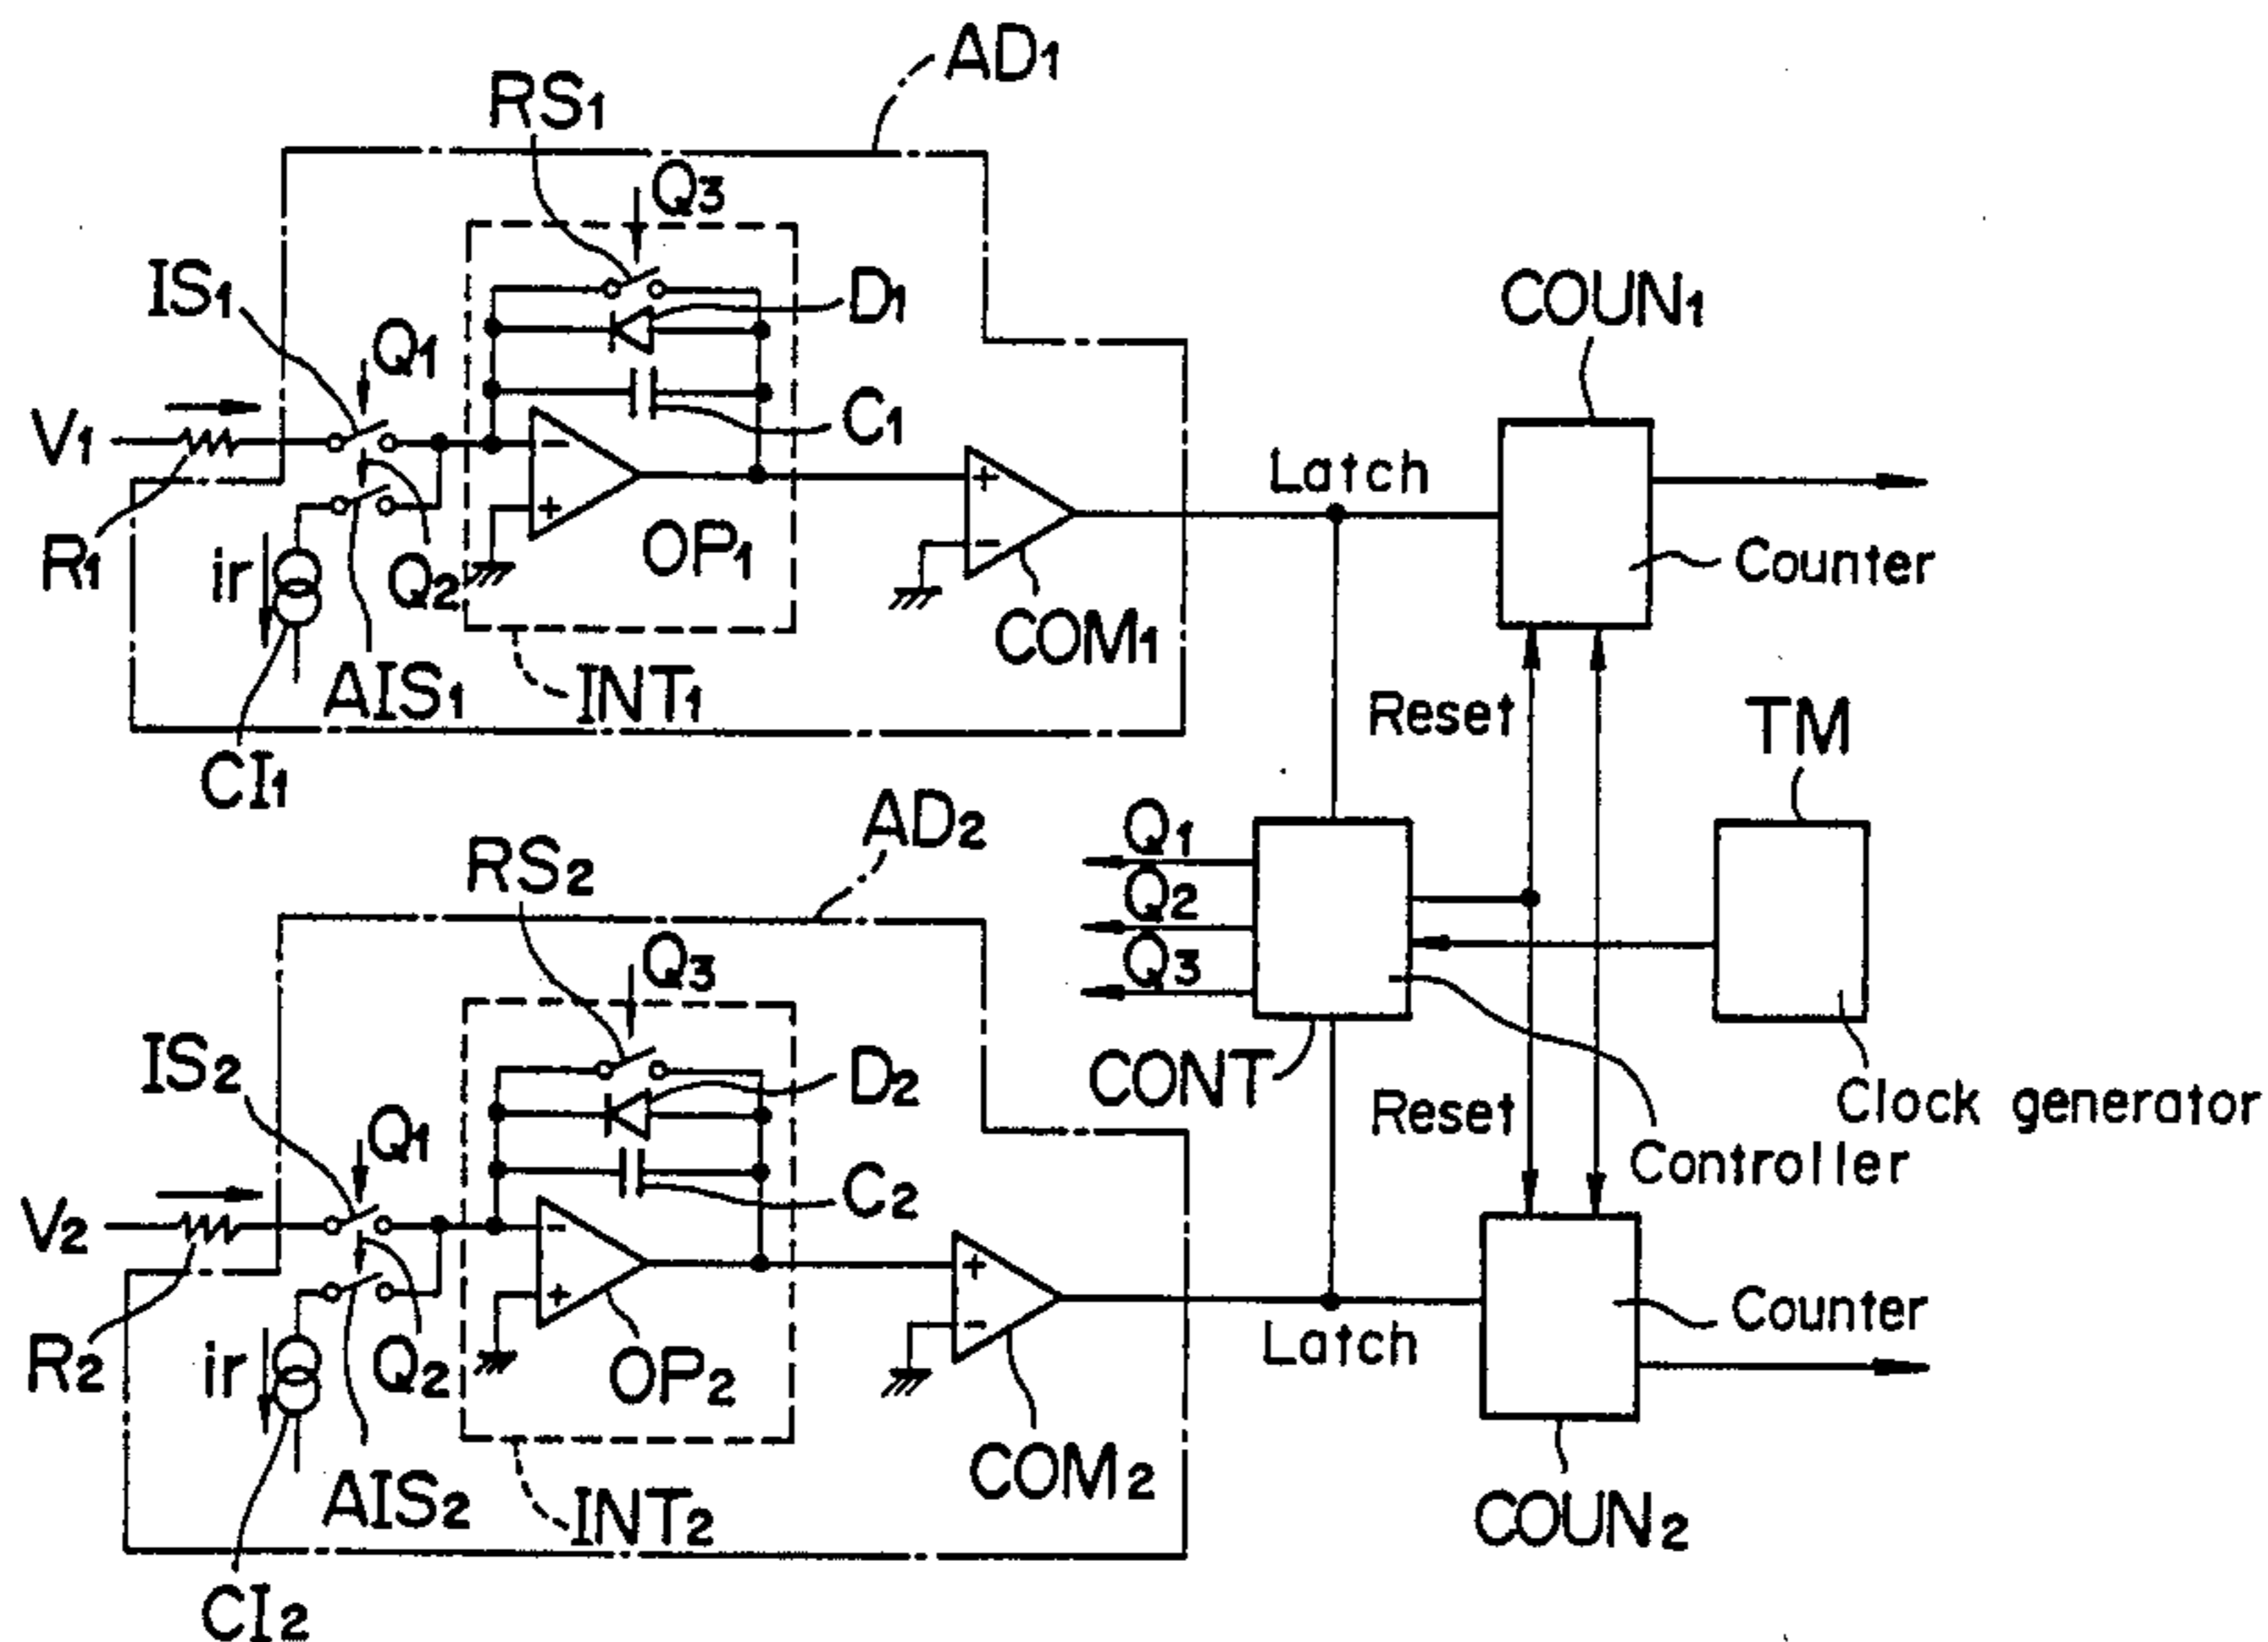 AD1
RS1
Q3
IS1
D1
COUN1
Q1
V1
C1
Latch
R1
ir
Q2
OP1
Counter
COM1
AIS1
INT1
Reset
TM
CI1
AD2
Q1
RS2
Q2
Q3
Q3
IS2
D2
CONT
Reset
Clock generator
Q1
Controller
V2
C2
Counter
R2
ir
Q2
OP2
Latch
COM2
AIS2
INT2
COUN2
CI2